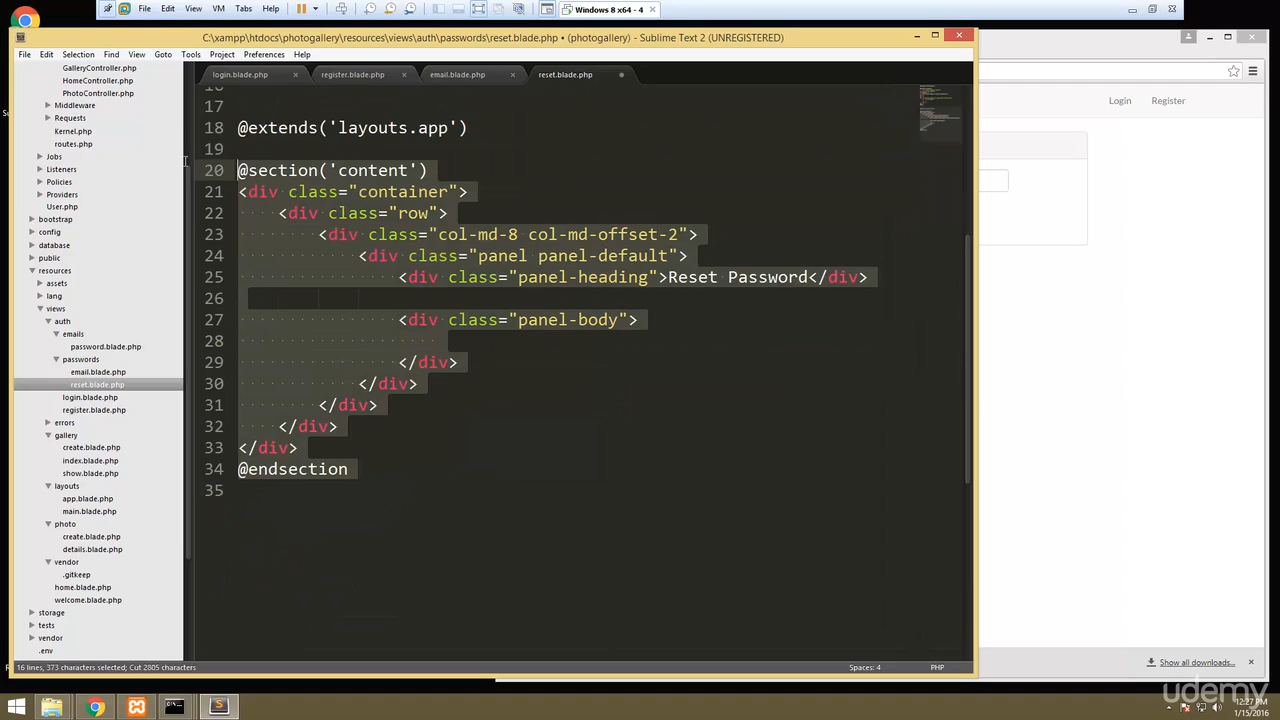 File Edit View VM Tabs Help
Windows 8 x64 - 4
C:\xampp\htdocs\photogallery\resources\views\auth\passwords\reset.blade.php • (photogallery) - Sublime Text 2 (UNREGISTERED)
File Edit Selection Find View Goto Tools Project Preferences Help
login.blade.php
register.blade.php
email.blade.php
reset.blade.php
GalleryController.php
HomeController.php
PhotoController.php
Middleware
Requests
Kernel.php
routes.php
Jobs
Listeners
Policies
Providers
User.php
bootstrap
config
database
public
resources
assets
lang
views
auth
emails
password.blade.php
passwords
email.blade.php
reset.blade.php
login.blade.php
register.blade.php
errors
gallery
create.blade.php
index.blade.php
show.blade.php
layouts
app.blade.php
main.blade.php
photo
create.blade.php
details.blade.php
vendor
.gitkeep
home.blade.php
welcome.blade.php
storage
tests
vendor
.env
16
17
18 @extends('layouts.app')
19
20 @section('content')
21 <div class="container">
22 <div class="row">
23 <div class="col-md-8 col-md-offset-2">
24 <div class="panel panel-default">
25 <div class="panel-heading">Reset Password</div>
26
27 <div class="panel-body">
28
29 </div>
30 </div>
31 </div>
32 </div>
33 </div>
34 @endsection
35
16 lines, 373 characters selected; Cut 2805 characters
Spaces: 4
PHP
Login
Register
Show all downloads...
udemy
12:27 PM
1/15/2016